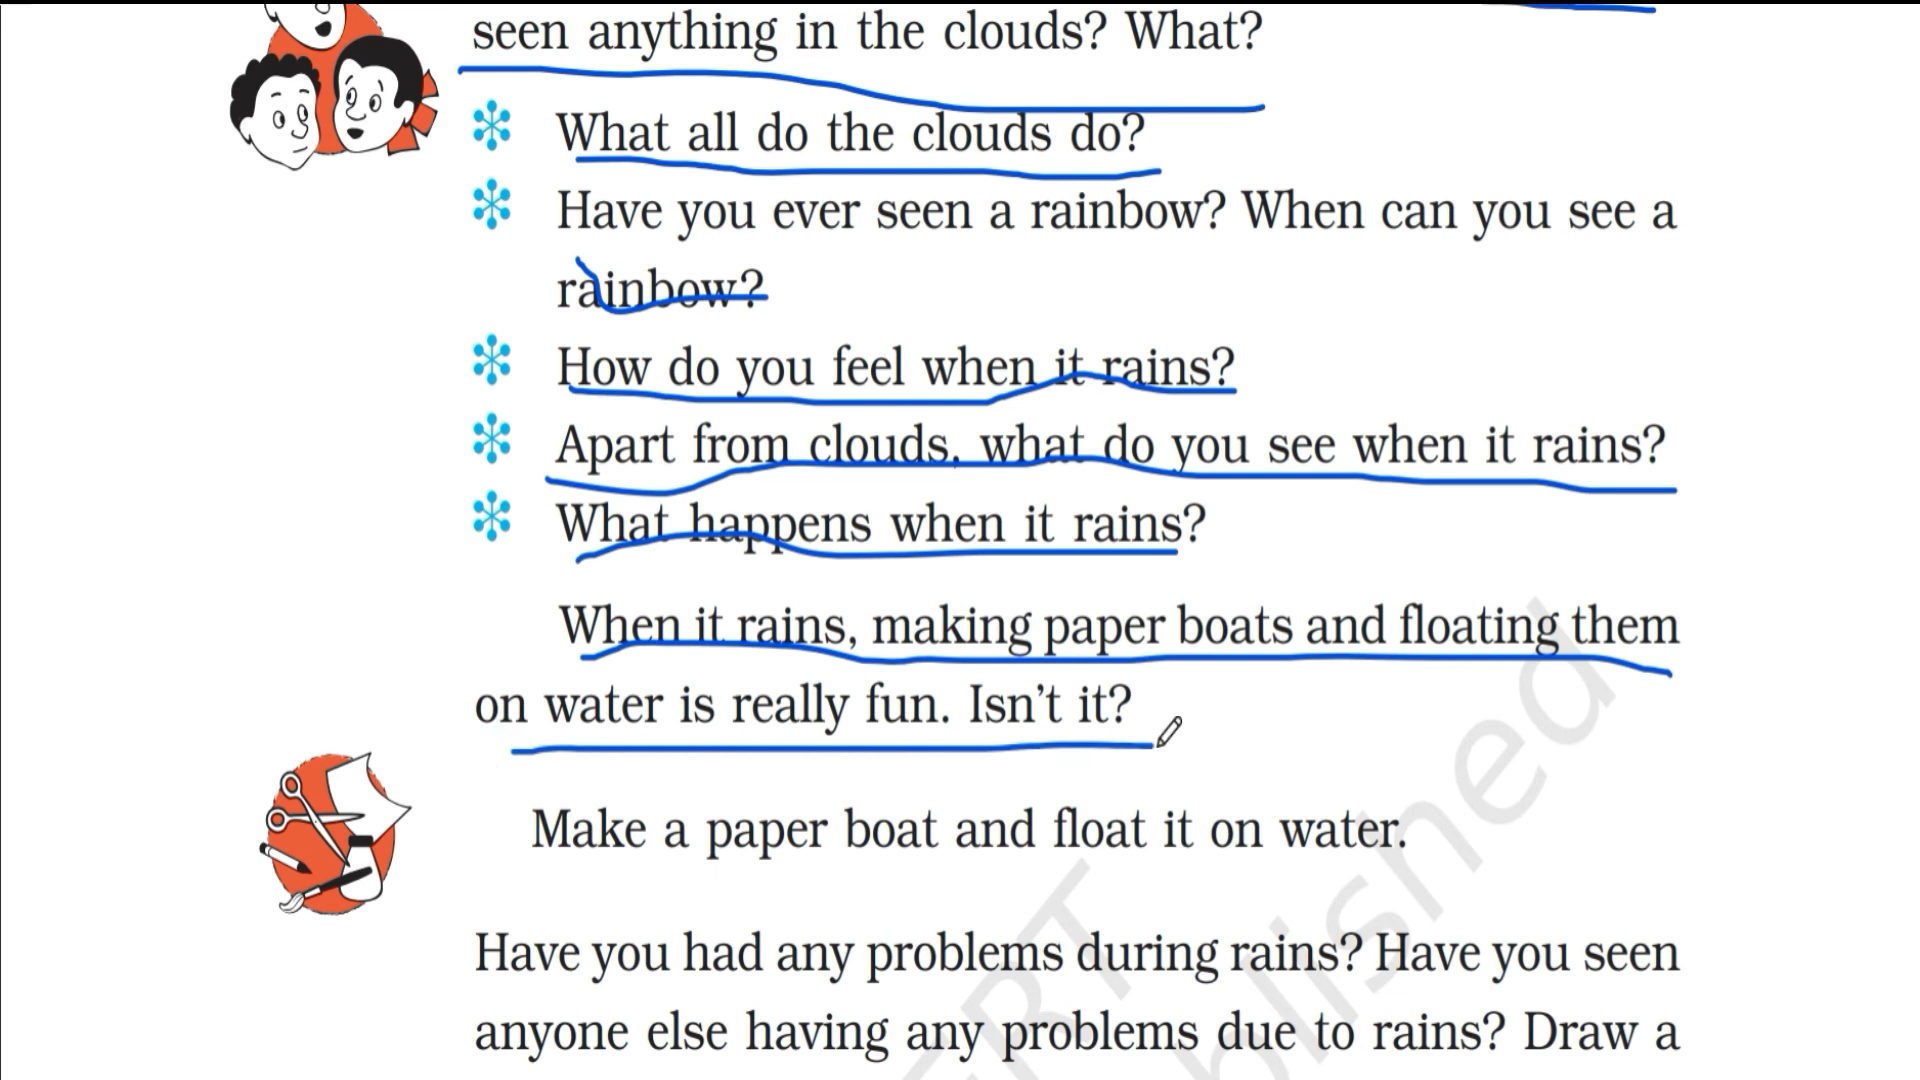 seen anything in the clouds? What?
What all do the clouds do?
Have you ever seen a rainbow? When can you see a
rainbow?
How do you feel when it rains?
Apart from clouds, what do you see when it rains?
What happens when it rains?
When it rains, making paper boats and floating them
on water is really fun. Isn't it?
Make a paper boat and float it on water.
Have you had any problems during rains? Have you seen
anyone else having any problems due to rains? Draw a